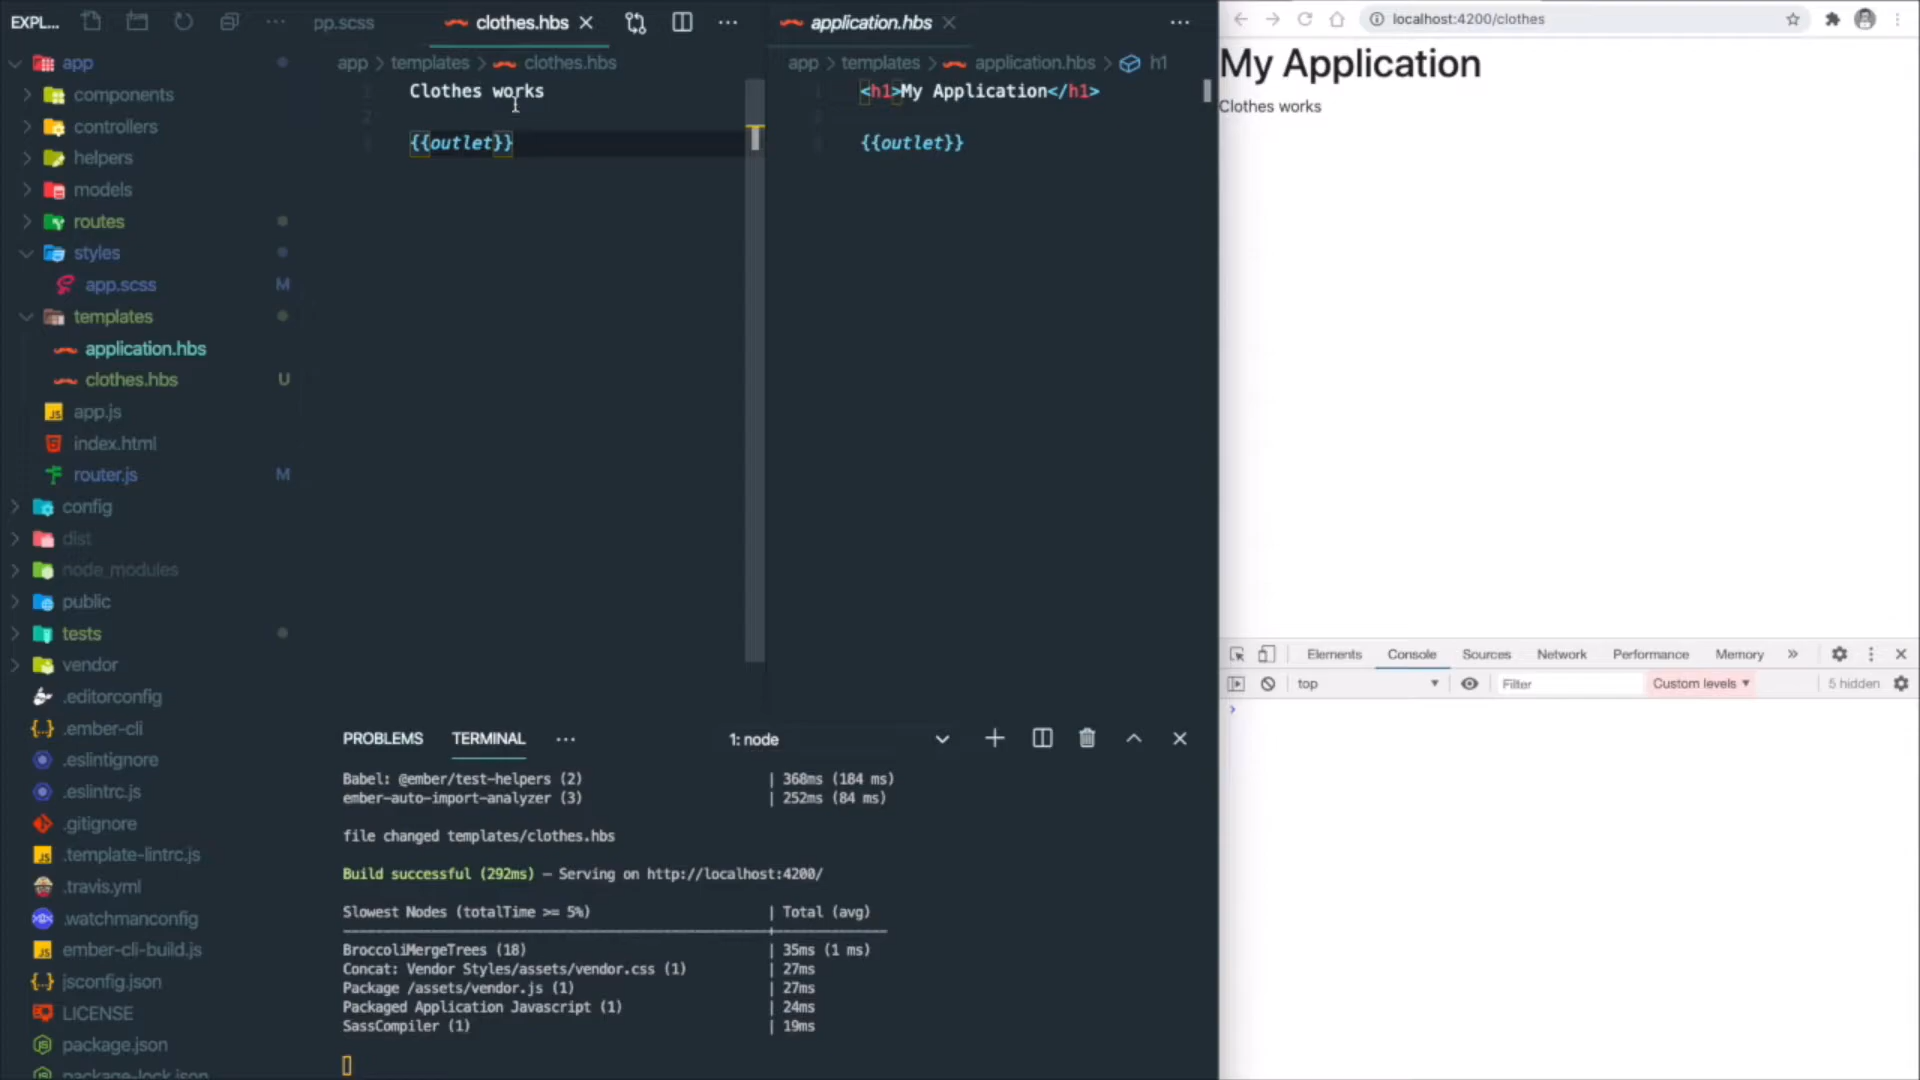 EXPL...
app
components
controllers
helpers
models
routes
styles
app.scss M
templates
application.hbs
clothes.hbs U
app.js
index.html
router.js M
config
dist
node_modules
public
tests
vendor
.editorconfig
.ember-cli
.eslintignore
.eslintrc.js
.gitignore
.template-lintrc.js
.travis.yml
.watchmanconfig
ember-cli-build.js
jsconfig.json
LICENSE
package.json
package-lock.json
pp.scss clothes.hbs
app > templates > clothes.hbs
1 Clothes works
2
{{outlet}}
application.hbs
app > templates > application.hbs > h1
<h1>My Application</h1>
{{outlet}}
PROBLEMS TERMINAL ... 1: node
Babel: @ember/test-helpers (2) | 368ms (184 ms)
ember-auto-import-analyzer (3) | 252ms (84 ms)
file changed templates/clothes.hbs
Build successful (292ms) – Serving on http://localhost:4200/
Slowest Nodes (totalTime >= 5%) | Total (avg)
BroccoliMergeTrees (18) | 35ms (1 ms)
Concat: Vendor Styles/assets/vendor.css (1) | 27ms
Package /assets/vendor.js (1) | 27ms
Packaged Application Javascript (1) | 24ms
SassCompiler (1) | 19ms
localhost:4200/clothes
My Application
Clothes works
Elements Console Sources Network Performance Memory »
top Filter Custom levels 5 hidden